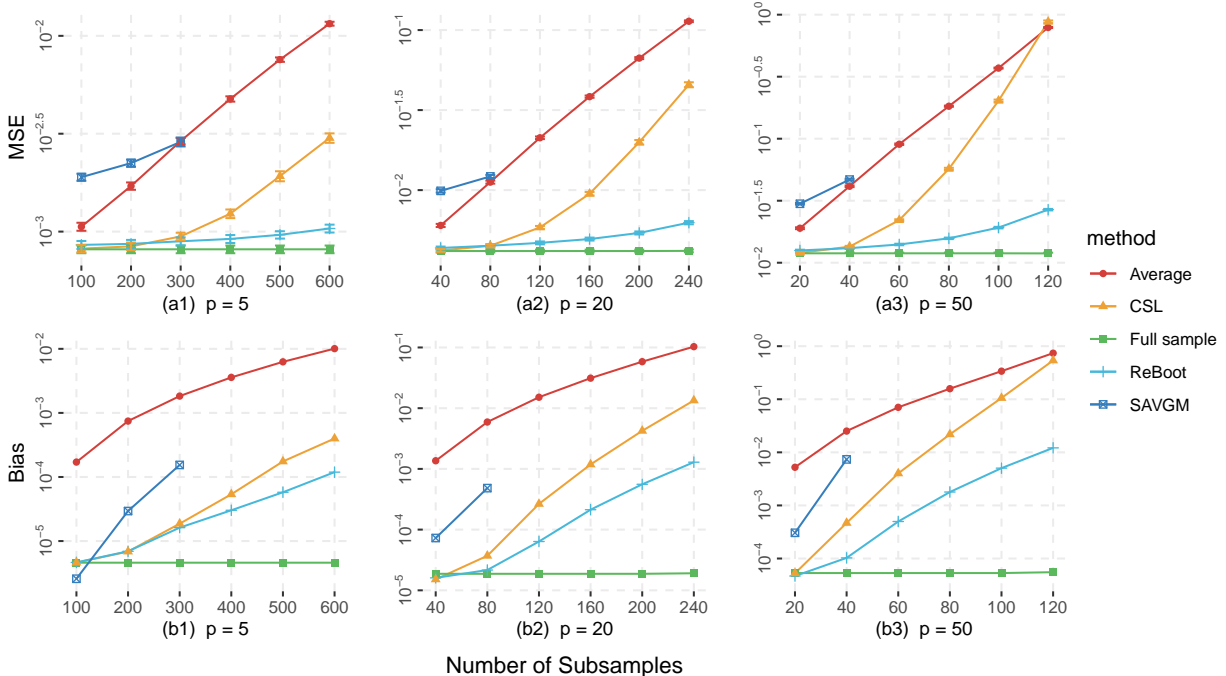 MSE
10^-2
10^-2.5
10^-3
100 200 300 400 500 600
(a1) p = 5
10^-1
10^-1.5
10^-2
40 80 120 160 200 240
(a2) p = 20
10^0
10^-0.5
10^-1
10^-1.5
10^-2
20 40 60 80 100 120
(a3) p = 50
Bias
10^-2
10^-3
10^-4
10^-5
100 200 300 400 500 600
(b1) p = 5
10^-1
10^-2
10^-3
10^-4
10^-5
40 80 120 160 200 240
(b2) p = 20
10^0
10^-1
10^-2
10^-3
10^-4
20 40 60 80 100 120
(b3) p = 50
Number of Subsamples
method
Average
CSL
Full sample
ReBoot
SAVGM